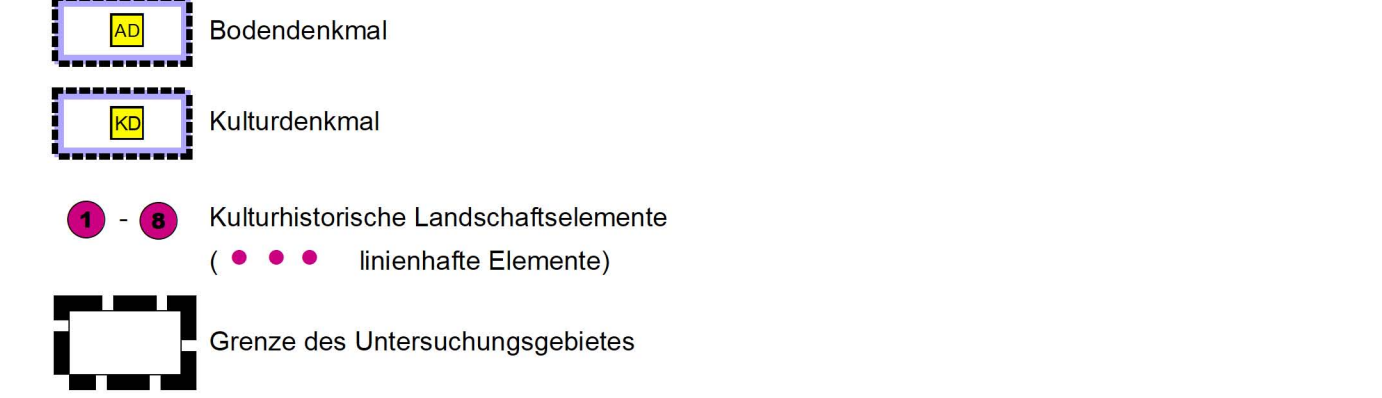 AD Bodendenkmal
KD Kulturdenkmal
1 - 8 Kulturhistorische Landschaftselemente
( linienhafte Elemente)
Grenze des Untersuchungsgebietes